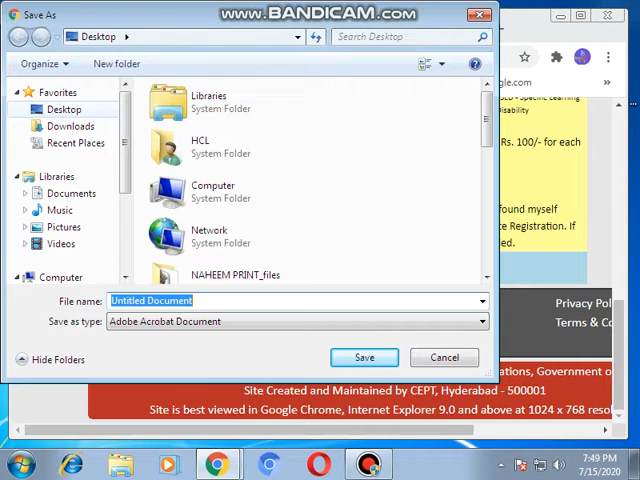 Save As
www.BANDICAM.com
Desktop
Search Desktop
Organize
New folder
Favorites
Desktop
Downloads
Recent Places
Libraries
Documents
Music
Pictures
Videos
Computer
Libraries
System Folder
HCL
System Folder
Computer
System Folder
Network
System Folder
NAHEEM PRINT_files
File name: Untitled Document
Save as type: Adobe Acrobat Document
Hide Folders
Save
Cancel
gle.com
Learning
Disability
Rs. 100/- for each
found myself
e Registration. If
ed.
Privacy Pol
Terms & Co
ations, Government o
Site Created and Maintained by CEPT, Hyderabad - 500001
Site is best viewed in Google Chrome, Internet Explorer 9.0 and above at 1024 x 768 resol
7:49 PM
7/15/2020